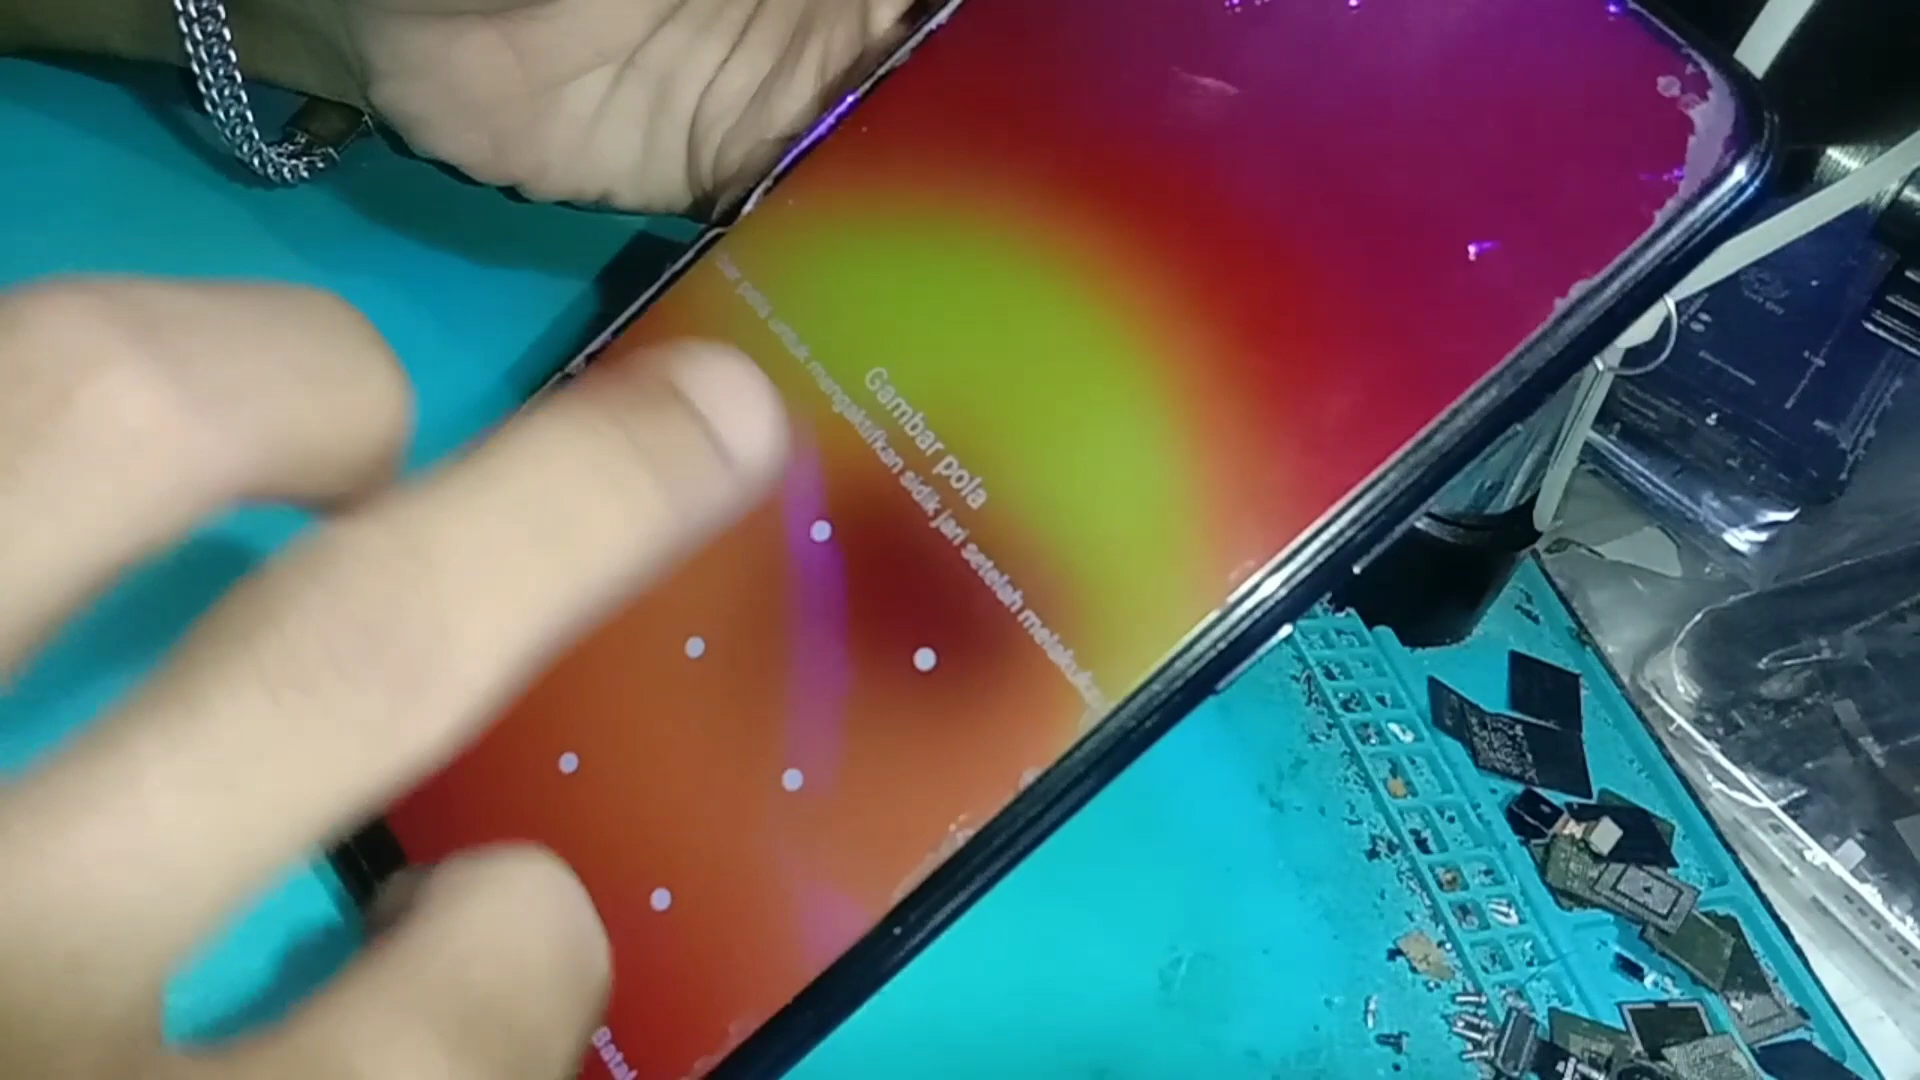 Gambar pola
pola untuk mengaktifkan sidik jari setelah melakukan
Batal